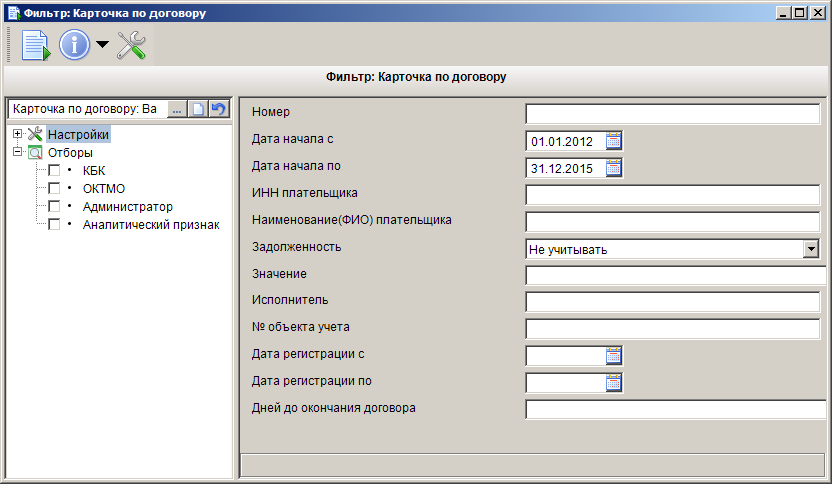 Фильтр: Карточка по договору
Фильтр: Карточка по договору
Карточка по договору: Ва ...
Настройки
Отборы
КБК
ОКТМО
Администратор
Аналитический признак
Номер
Дата начала с 01.01.2012
Дата начала по 31.12.2015
ИНН плательщика
Наименование(ФИО) плательщика
Задолженность Не учитывать
Значение
Исполнитель
№ объекта учета
Дата регистрации с
Дата регистрации по
Дней до окончания договора